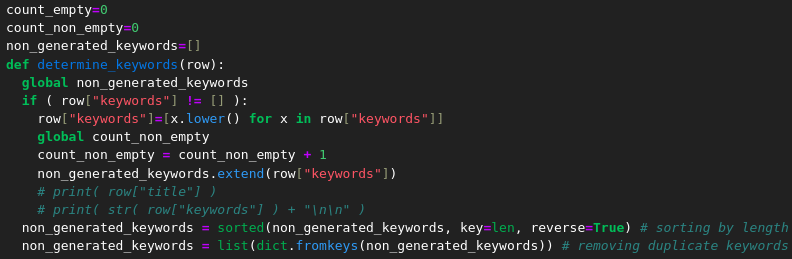 count_empty=0
count_non_empty=0
non_generated_keywords=[]
def determine_keywords(row):
  global non_generated_keywords
  if ( row["keywords"] != [] ):
    row["keywords"]=[x.lower() for x in row["keywords"]]
    global count_non_empty
    count_non_empty = count_non_empty + 1
    non_generated_keywords.extend(row["keywords"])
    # print( row["title"] )
    # print( str( row["keywords"] ) + "\n\n" )
  non_generated_keywords = sorted(non_generated_keywords, key=len, reverse=True) # sorting by length
  non_generated_keywords = list(dict.fromkeys(non_generated_keywords)) # removing duplicate keywords